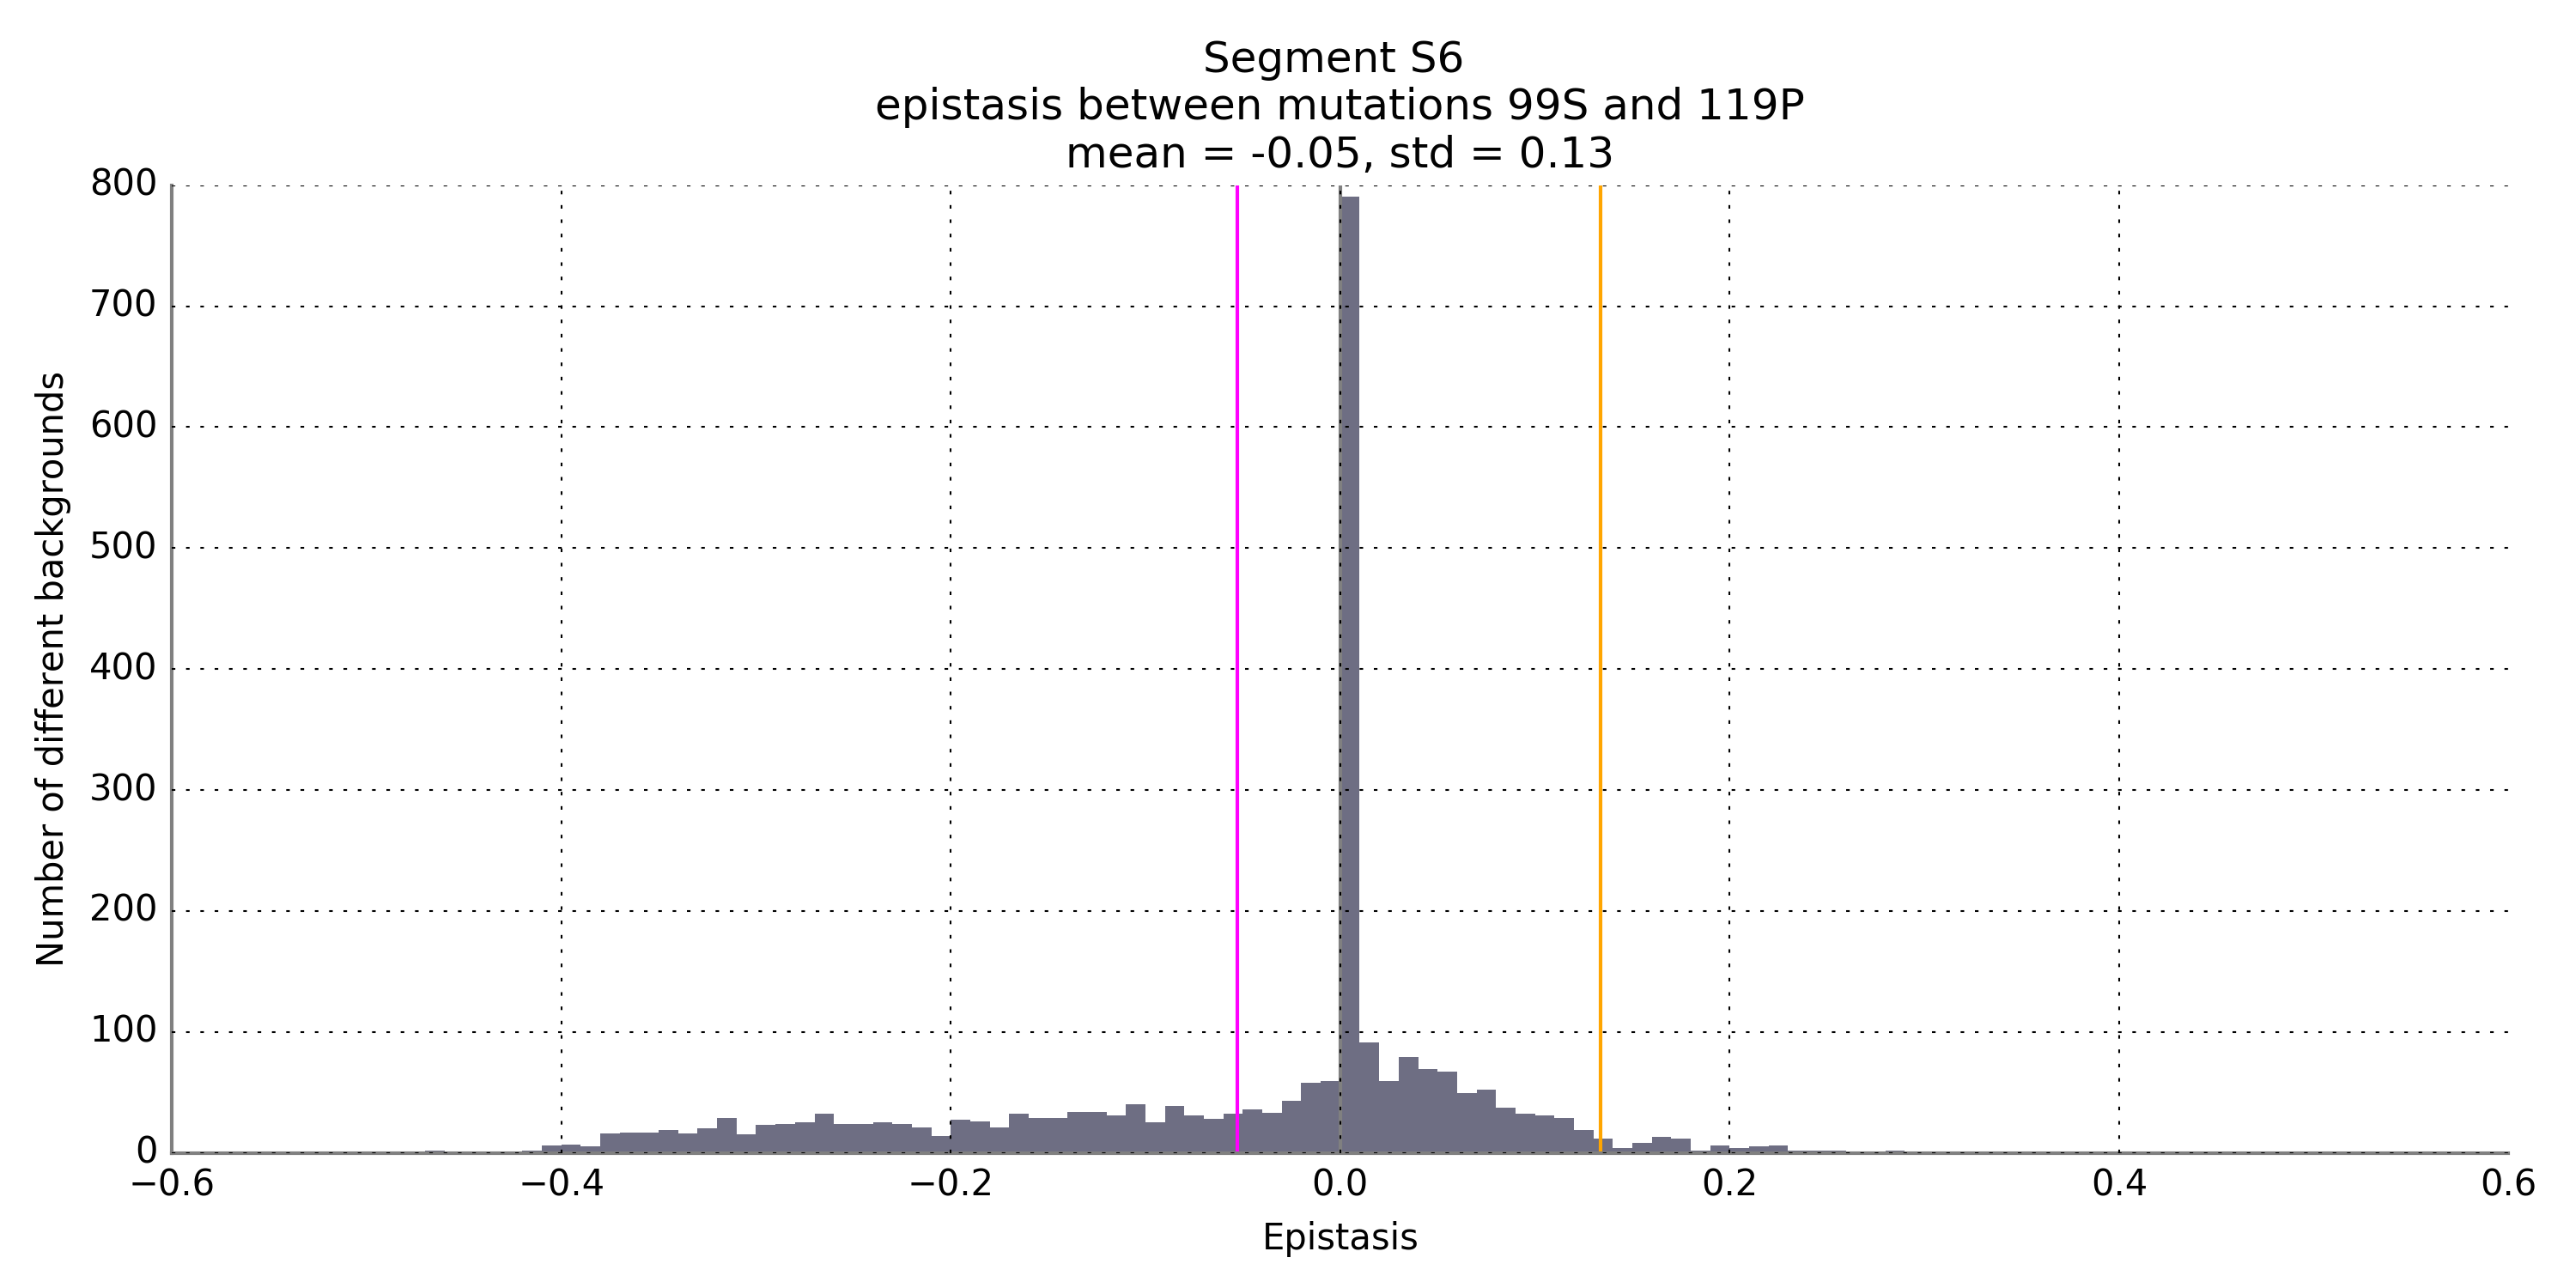 Segment S6
epistasis between mutations 99S and 119P
mean = -0.05, std = 0.13
800
700
600
500
400
300
200
100
0
Number of different backgrounds
−0.6 −0.4 −0.2 0.0 0.2 0.4 0.6
Epistasis